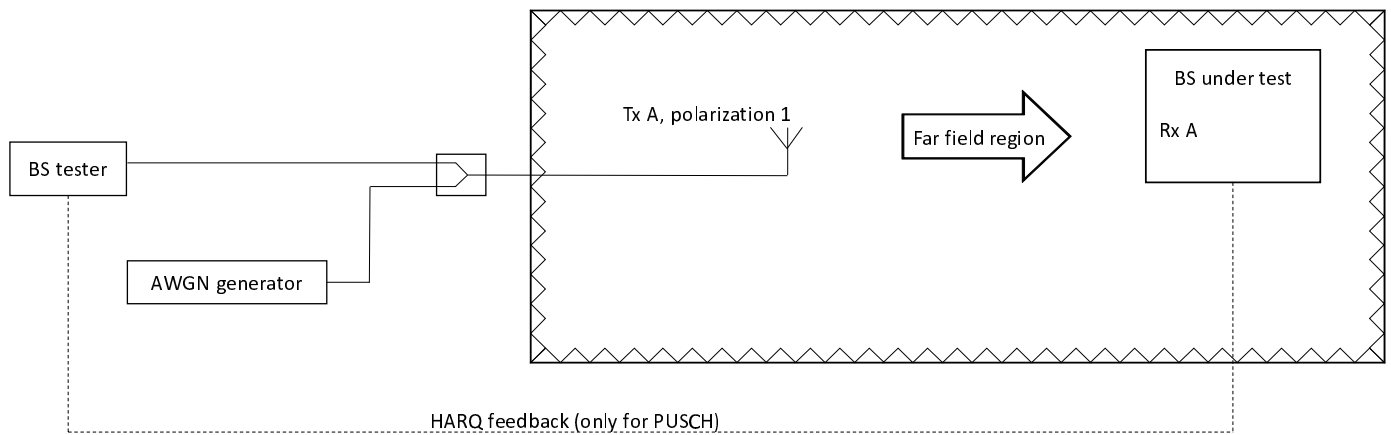 BS under test
Tx A, polarization 1
Rx A
Far field region
BS tester
AWGN generator
HARQ feedback (only for PUSCH)